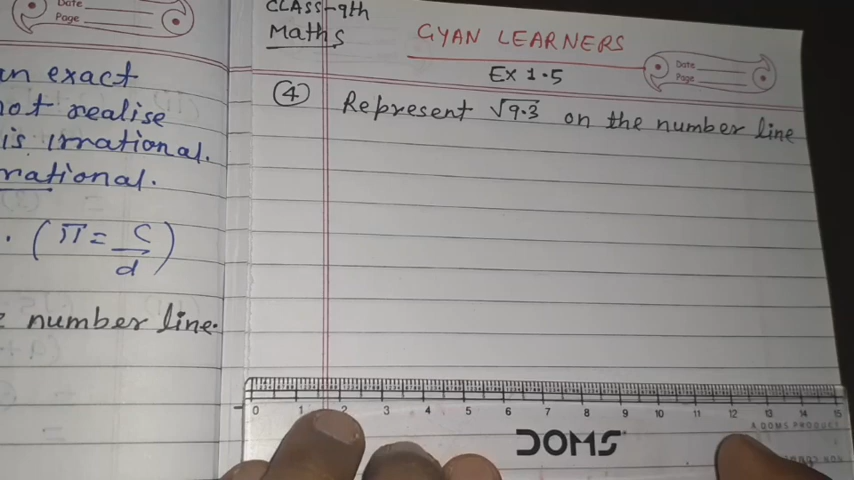 Date
Page
an exact
not realise
is irrational.
rational.
. (π = C/d)
number line.
CLASS-9th
Maths
GYAN LEARNERS
Ex 1.5
Date
Page
④ Represent √9.3 on the number line
0 1 2 3 4 5 6 7 8 9 10 11 12 13 14 15
DOMS
A DOMS PRODUCT